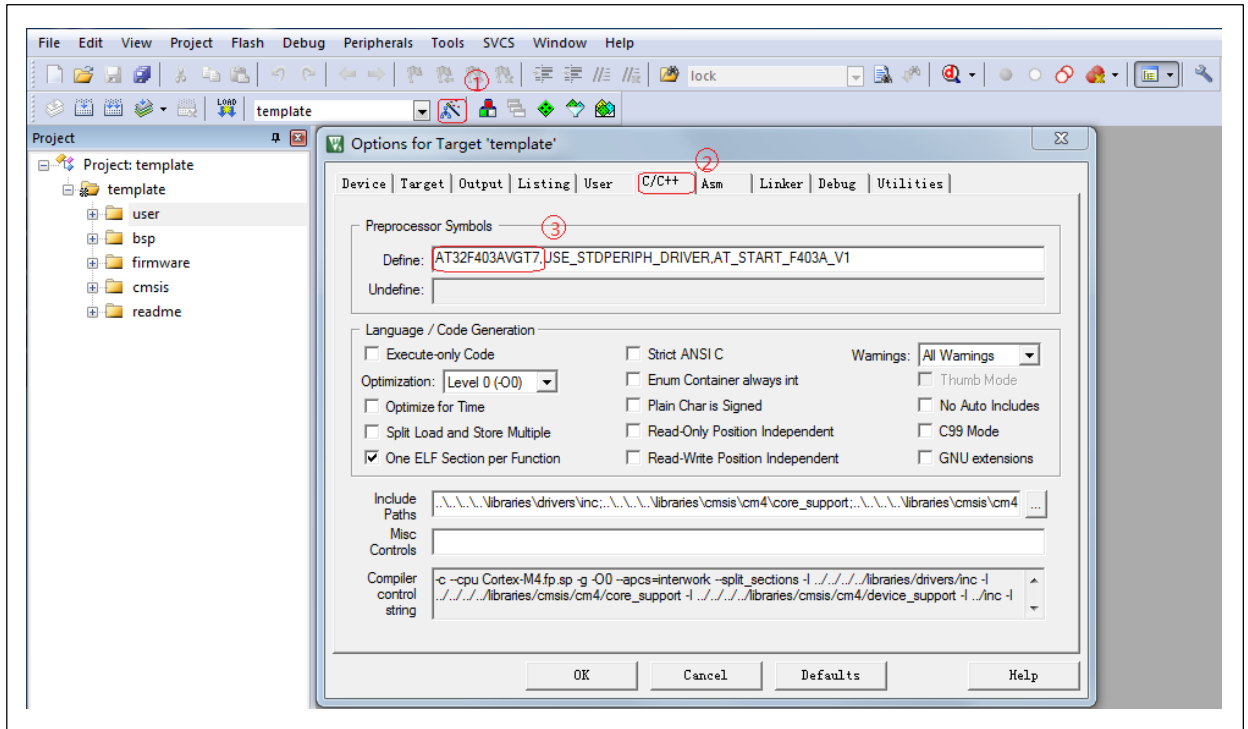 File Edit View Project Flash Debug Peripherals Tools SVCS Window Help
① lock
LOAD template
Project
Options for Target 'template'
Project: template
②
Device Target Output Listing User C/C++ Asm Linker Debug Utilities
template
user
bsp
firmware
cmsis
readme
Preprocessor Symbols ③
Define: AT32F403AVGT7,USE_STDPERIPH_DRIVER,AT_START_F403A_V1
Undefine:
Language / Code Generation
Execute-only Code Strict ANSI C Warnings: All Warnings
Optimization: Level 0 (-O0) Enum Container always int Thumb Mode
Optimize for Time Plain Char is Signed No Auto Includes
Split Load and Store Multiple Read-Only Position Independent C99 Mode
One ELF Section per Function Read-Write Position Independent GNU extensions
Include Paths ..\..\..\..\libraries\drivers\inc;..\..\..\..\libraries\cmsis\cm4\core_support;..\..\..\..\libraries\cmsis\cm4 ...
Misc Controls
Compiler control string -c --cpu Cortex-M4.fp.sp -g -O0 --apcs=interwork --split_sections -I ../../../../libraries/drivers/inc -I
../../../../libraries/cmsis/cm4/core_support -I ../../../../libraries/cmsis/cm4/device_support -I ../inc -I
OK Cancel Defaults Help